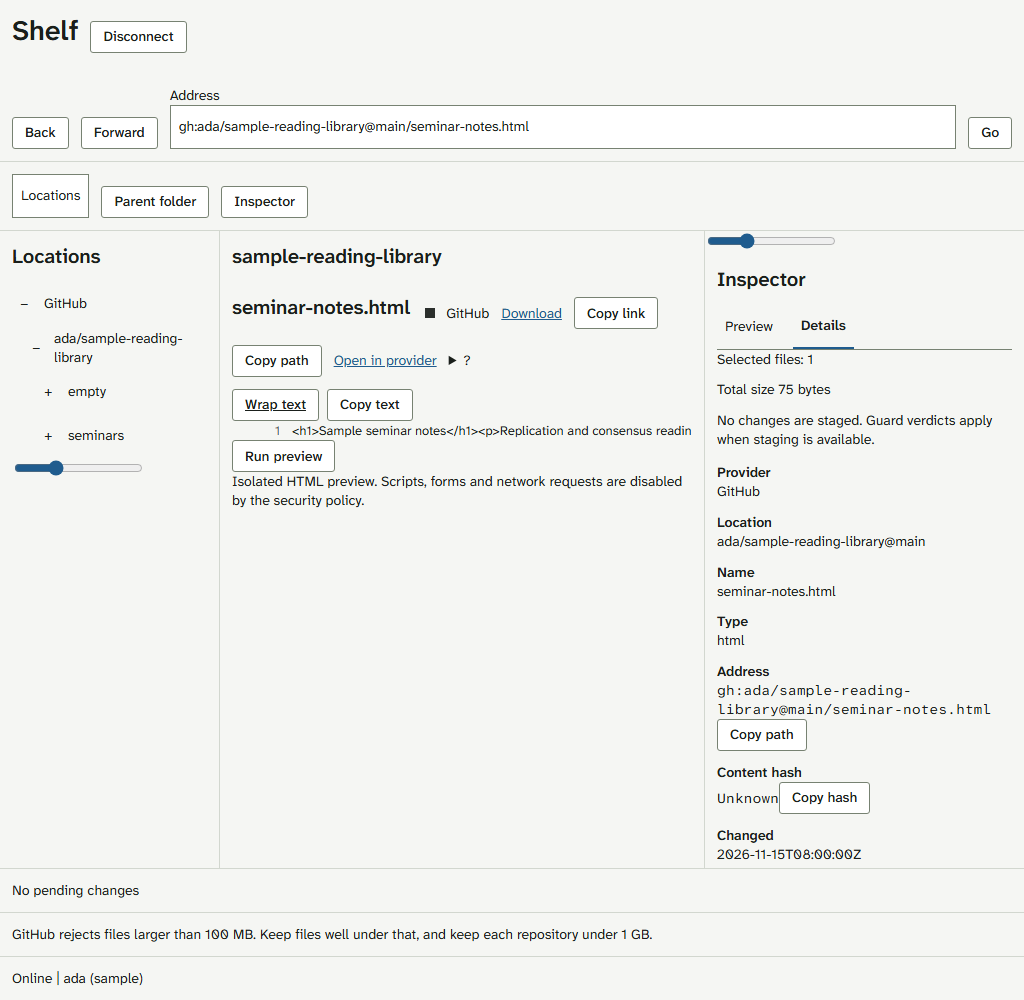 Shelf
Disconnect
Address
Back
Forward
gh:ada/sample-reading-library@main/seminar-notes.html
Go
Locations
Parent folder
Inspector
Locations
− GitHub
− ada/sample-reading-
library
+ empty
+ seminars
sample-reading-library
seminar-notes.html
GitHub
Download
Copy link
Copy path
Open in provider
?
Wrap text
Copy text
1 <h1>Sample seminar notes</h1><p>Replication and consensus readin
Run preview
Isolated HTML preview. Scripts, forms and network requests are disabled
by the security policy.
Inspector
Preview
Details
Selected files: 1
Total size 75 bytes
No changes are staged. Guard verdicts apply
when staging is available.
Provider
GitHub
Location
ada/sample-reading-library@main
Name
seminar-notes.html
Type
html
Address
gh:ada/sample-reading-
library@main/seminar-notes.html
Copy path
Content hash
Unknown
Copy hash
Changed
2026-11-15T08:00:00Z
No pending changes
GitHub rejects files larger than 100 MB. Keep files well under that, and keep each repository under 1 GB.
Online | ada (sample)